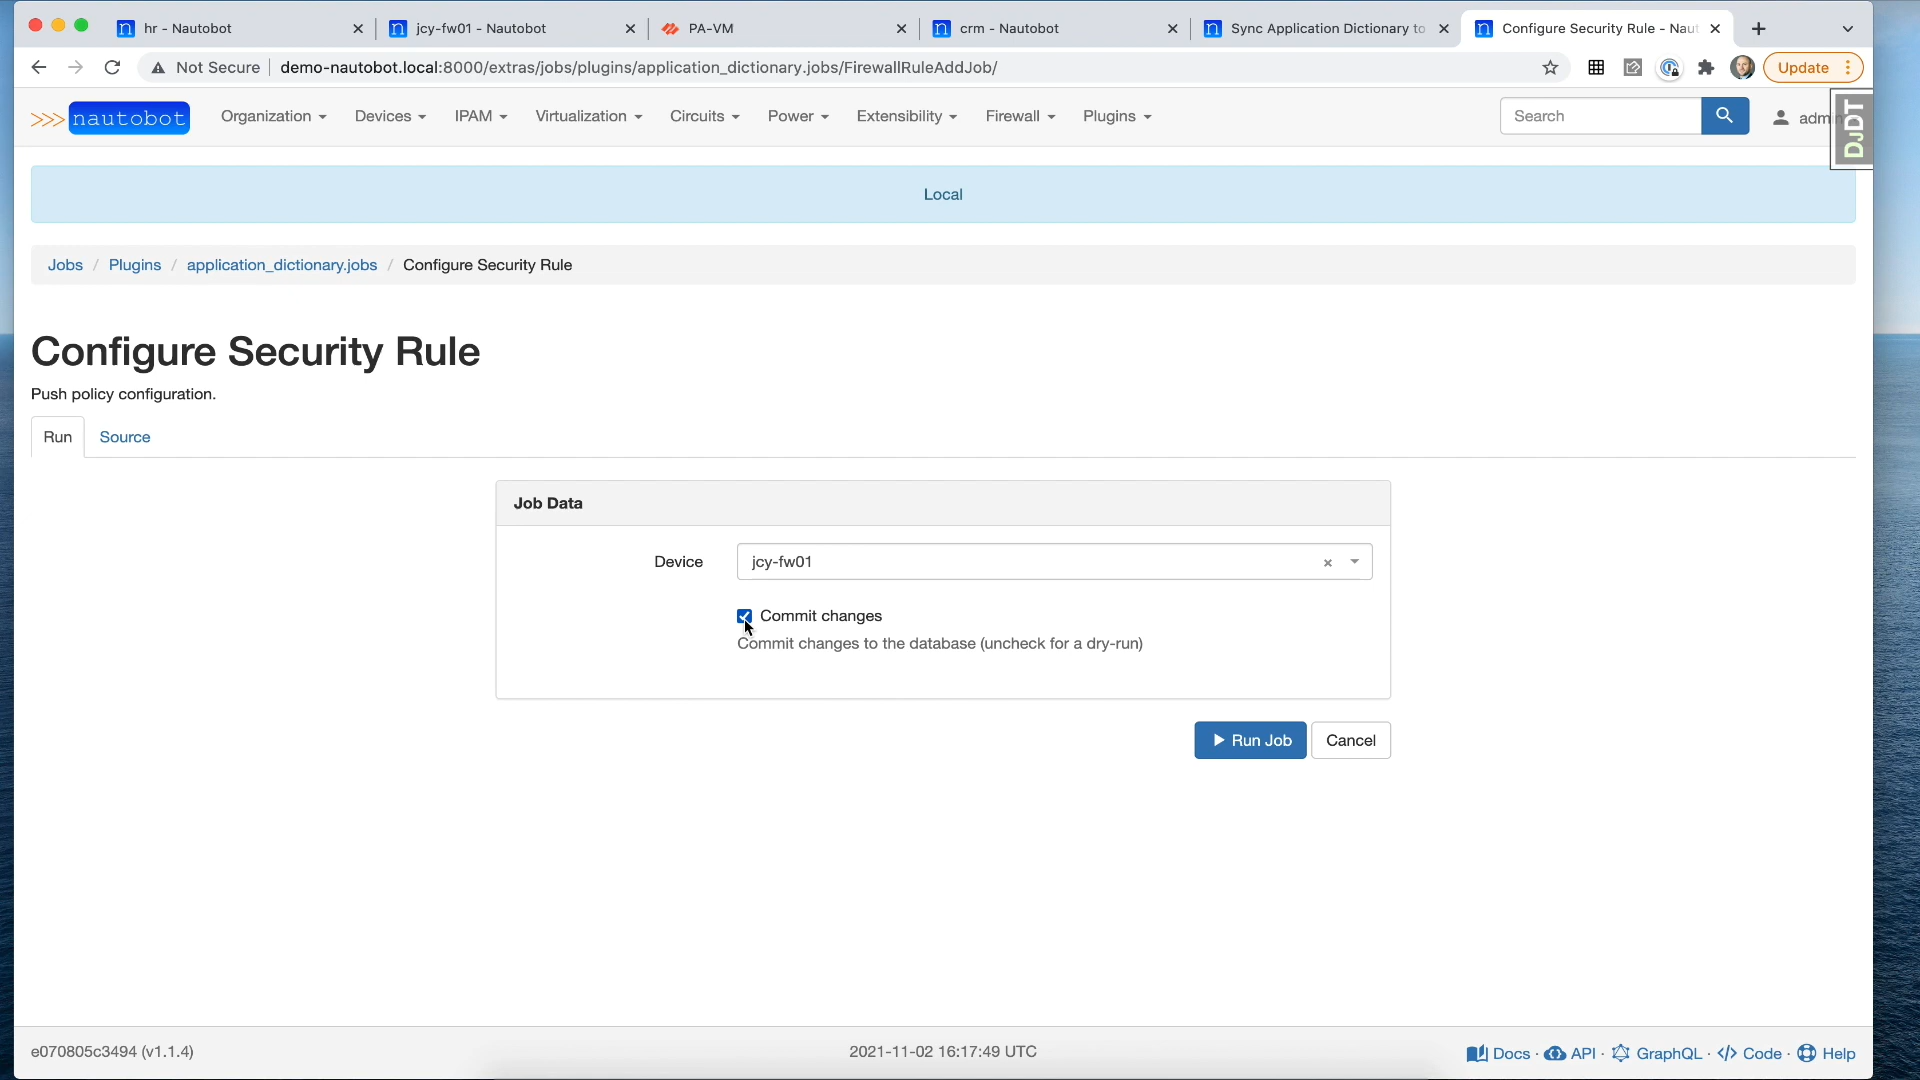 hr - Nautobot
jcy-fw01 - Nautobot
PA-VM
crm - Nautobot
Sync Application Dictionary to
Configure Security Rule - Naut
Not Secure
demo-nautobot.local:8000/extras/jobs/plugins/application_dictionary.jobs/FirewallRuleAddJob/
Update
>>> nautobot
Organization
Devices
IPAM
Virtualization
Circuits
Power
Extensibility
Firewall
Plugins
Search
admin
DJDT
Local
Jobs / Plugins / application_dictionary.jobs / Configure Security Rule
Configure Security Rule
Push policy configuration.
Run
Source
Job Data
Device
jcy-fw01
Commit changes
Commit changes to the database (uncheck for a dry-run)
Run Job
Cancel
e070805c3494 (v1.1.4)
2021-11-02 16:17:49 UTC
Docs · API · GraphQL · </> Code · Help